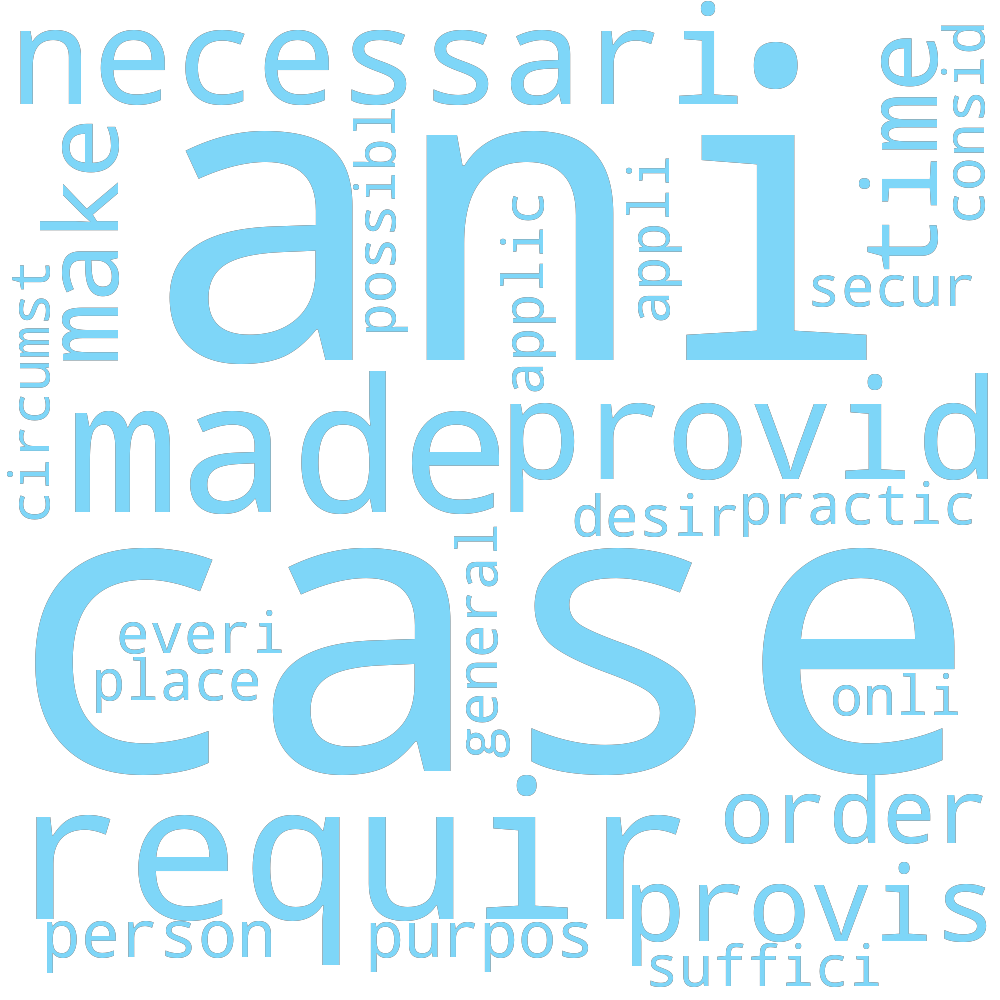 necessari
•
time
consid
make
ani
possibl
applic
appli
secur
circumst
made
provid
desir
practic
case
general
everi
place
onli
requir
order
person
purpos
provis
suffici